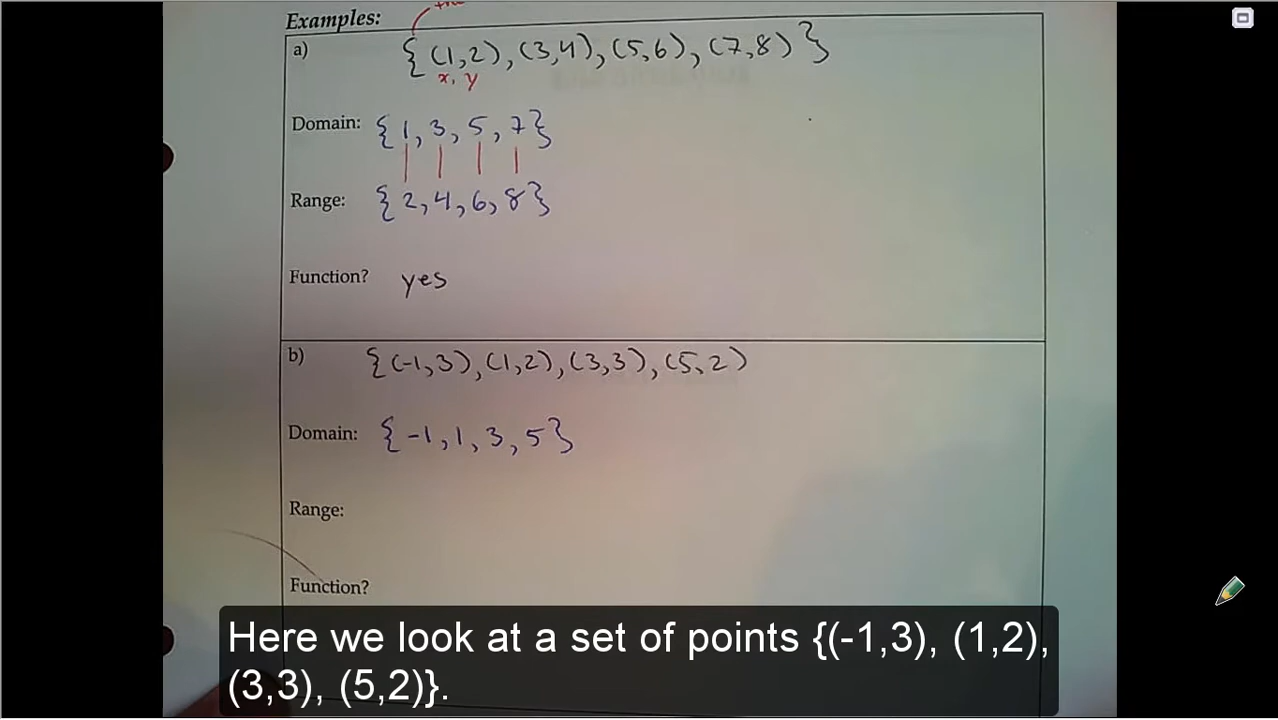 Examples:
a) { (1,2), (3,4), (5,6), (7,8) }
x, y
Domain: { 1, 3, 5, 7 }
Range: { 2, 4, 6, 8 }
Function? yes
b) { (-1,3), (1,2), (3,3), (5,2)
Domain: { -1, 1, 3, 5 }
Range:
Function?
Here we look at a set of points {(-1,3), (1,2),
(3,3), (5,2)}.